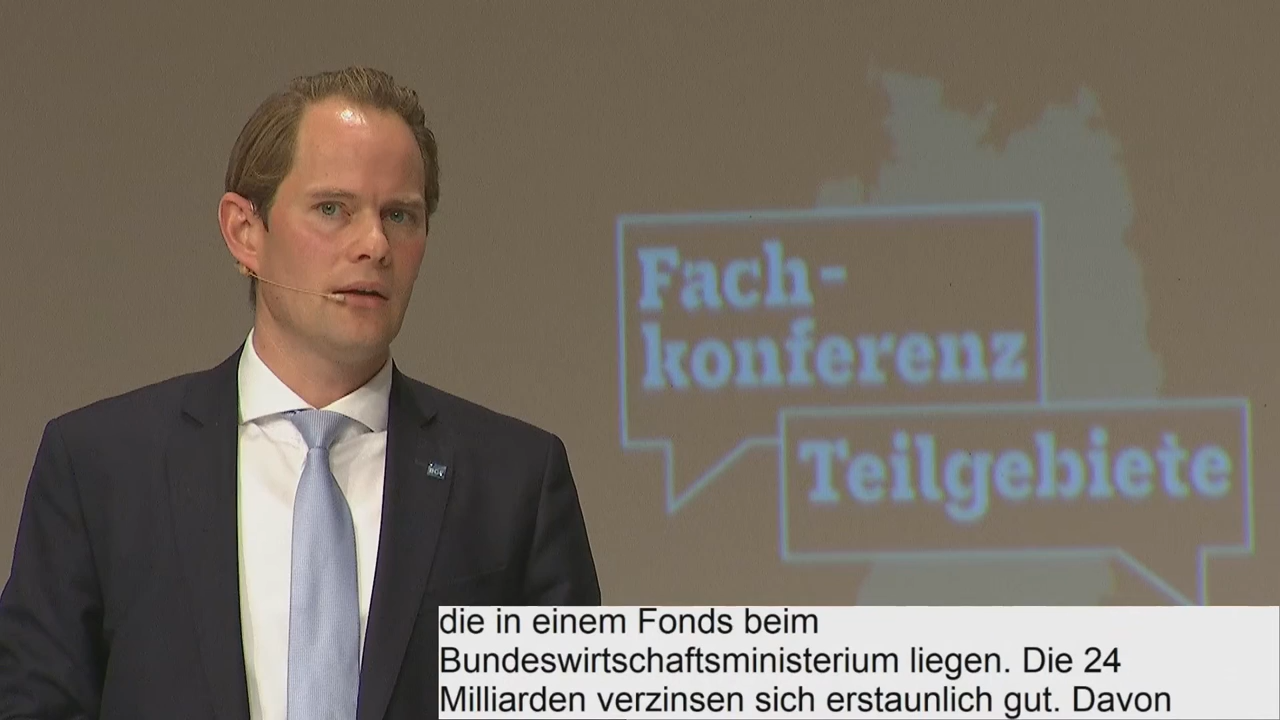 Fach-
konferenz
Teilgebiete
die in einem Fonds beim
Bundeswirtschaftsministerium liegen. Die 24
Milliarden verzinsen sich erstaunlich gut. Davon